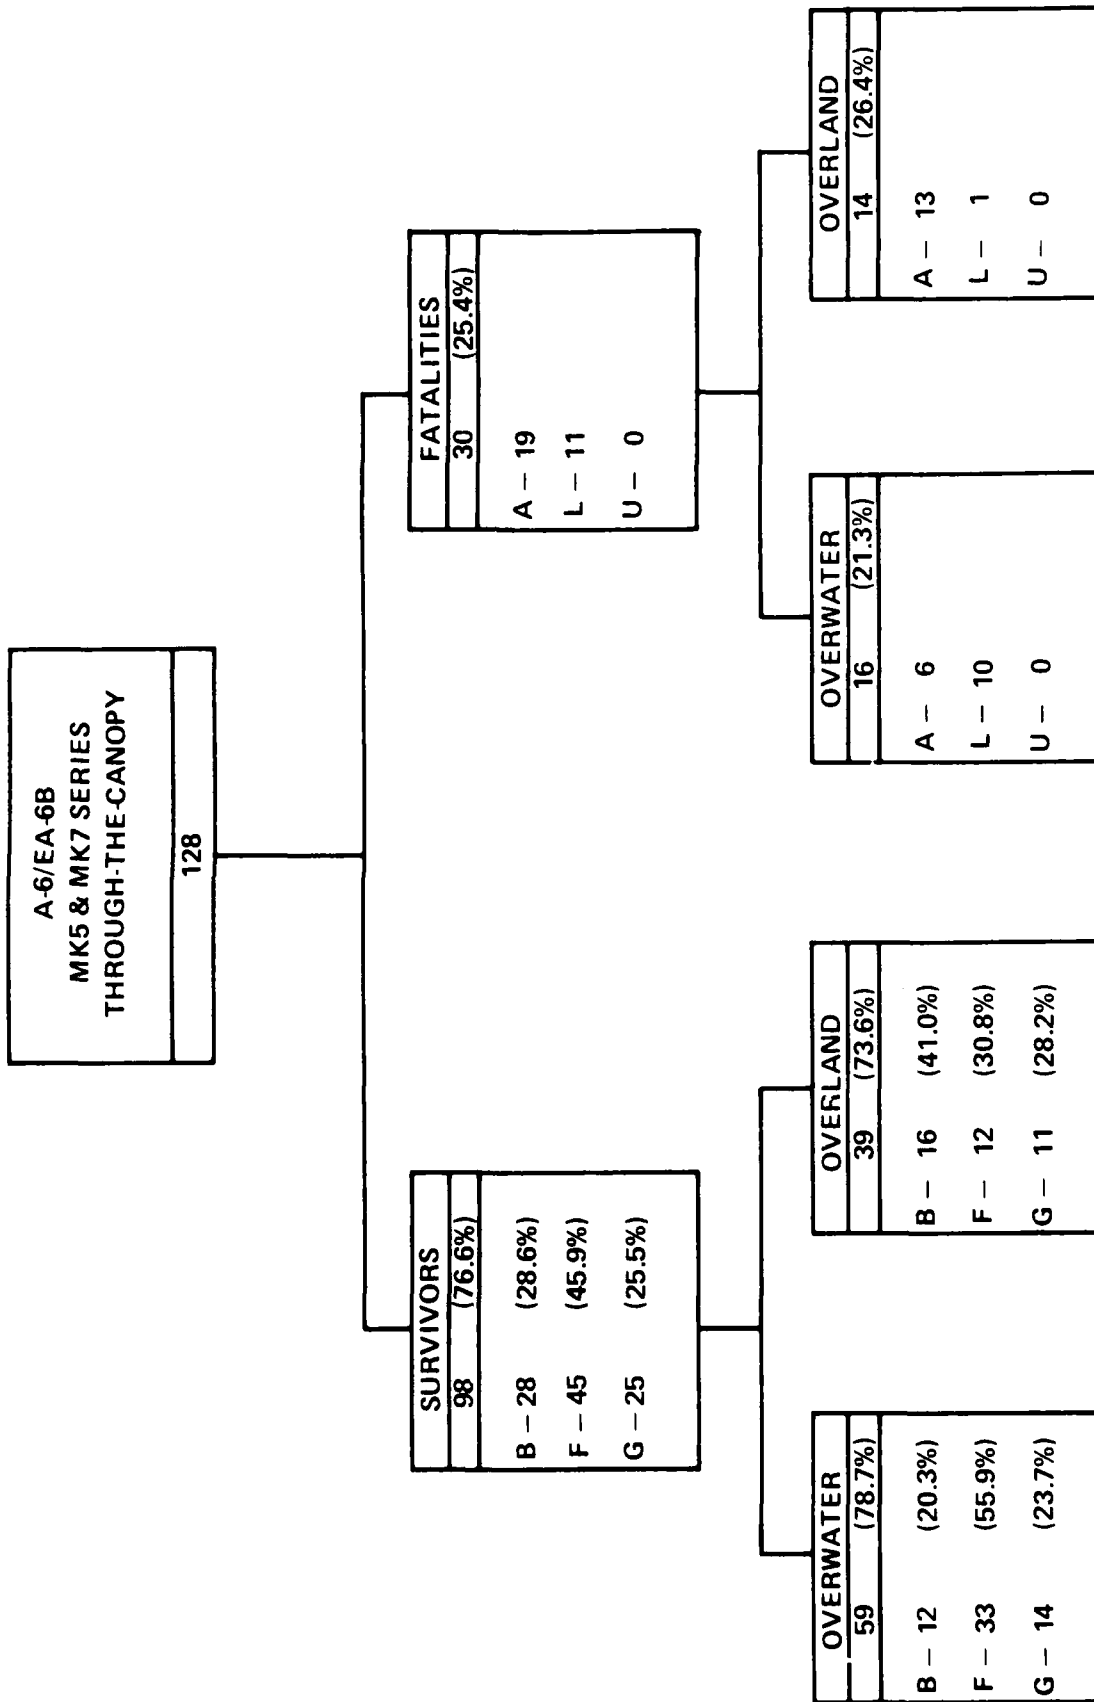 A-6/EA-6B
MK5 & MK7 SERIES
THROUGH-THE-CANOPY
128
SURVIVORS
98 (76.6%)
B – 28 (28.6%)
F – 45 (45.9%)
G – 25 (25.5%)
FATALITIES
30 (25.4%)
A – 19
L – 11
U – 0
OVERWATER
59 (78.7%)
B – 12 (20.3%)
F – 33 (55.9%)
G – 14 (23.7%)
OVERLAND
39 (73.6%)
B – 16 (41.0%)
F – 12 (30.8%)
G – 11 (28.2%)
OVERWATER
16 (21.3%)
A – 6
L – 10
U – 0
OVERLAND
14 (26.4%)
A – 13
L – 1
U – 0